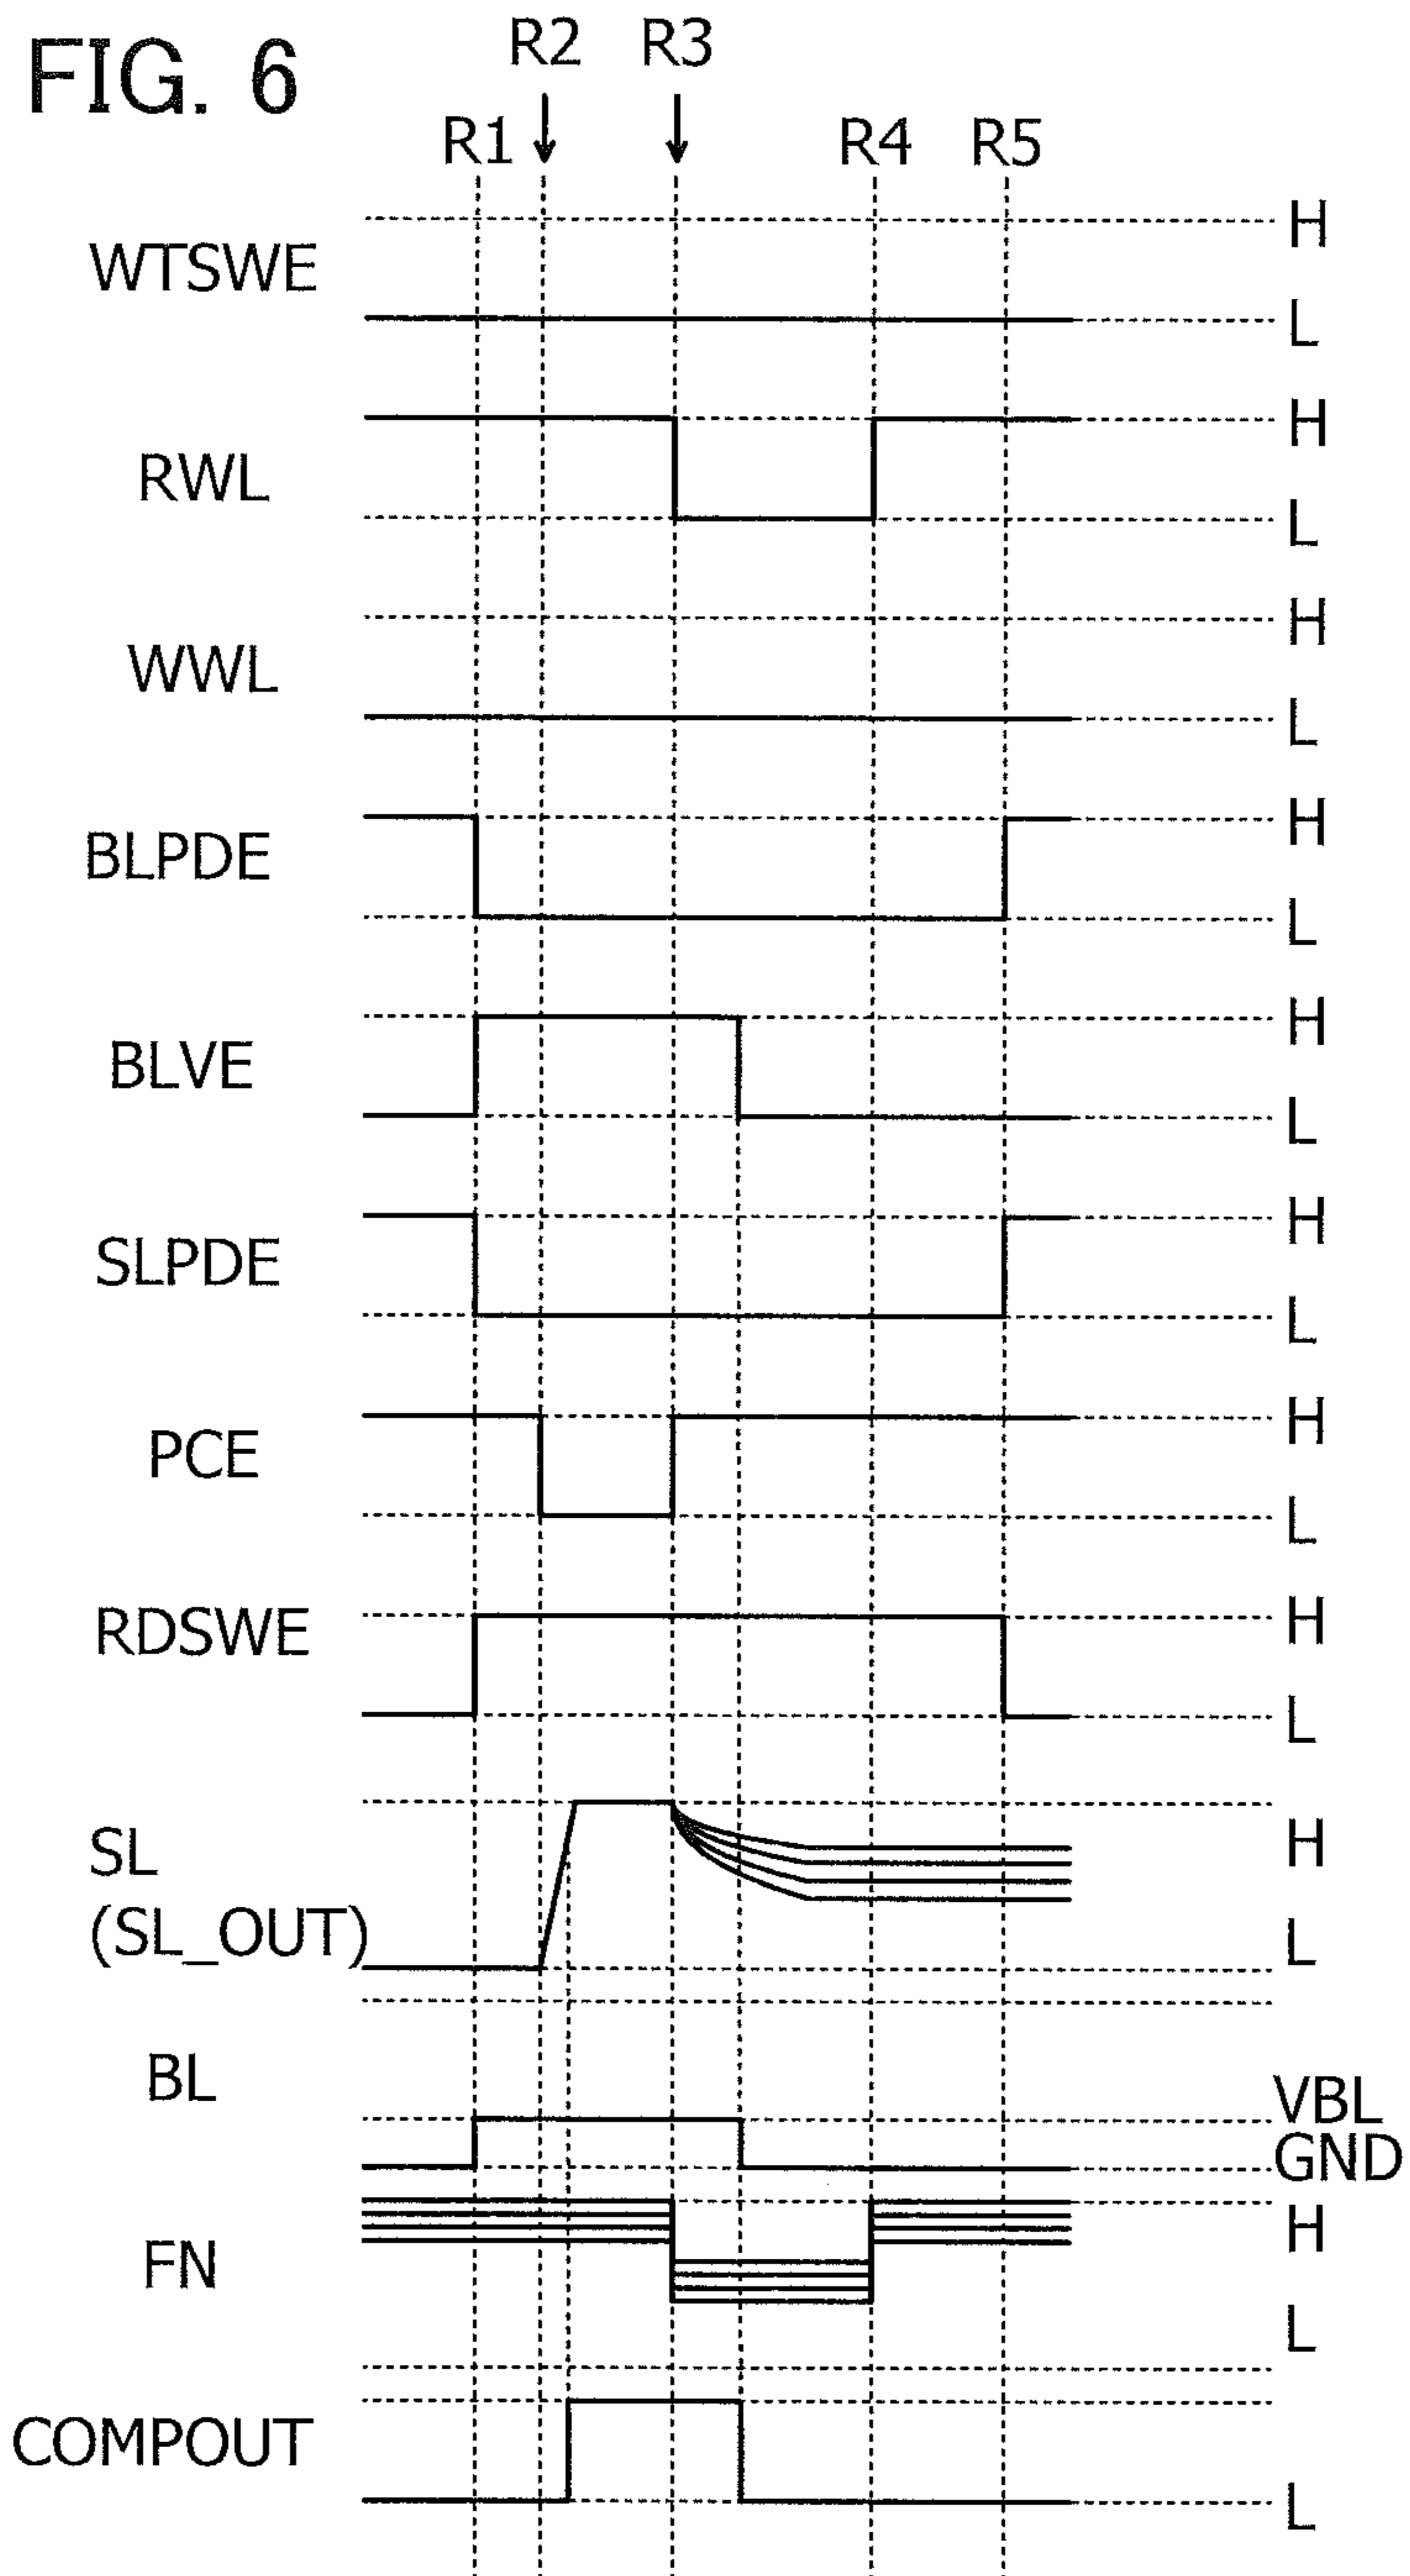 FIG. 6
R2 R3
R1 R4 R5
WTSWE H
L
RWL H
L
WWL H
L
BLPDE H
L
BLVE H
L
SLPDE H
L
PCE H
L
RDSWE H
L
SL H
(SL_OUT) L
BL VBL
GND
FN H
L
COMPOUT L